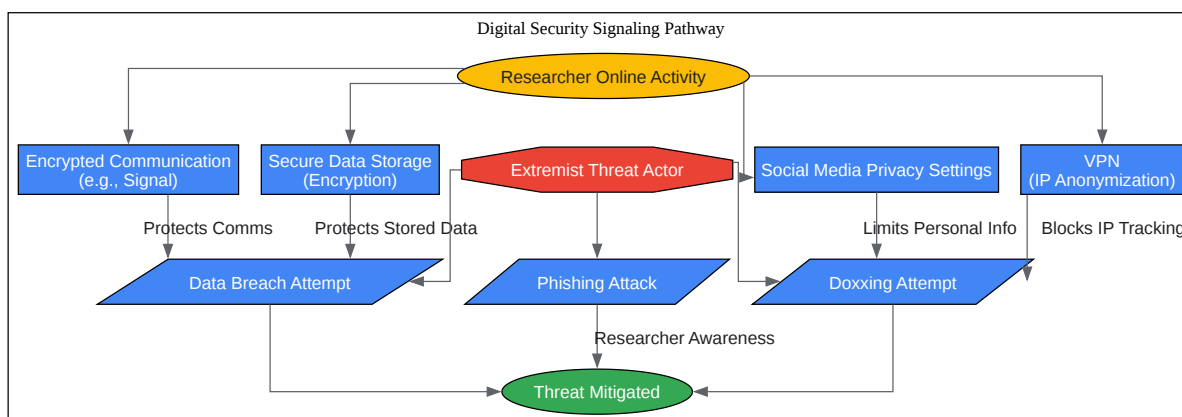 Digital Security Signaling Pathway
Researcher Online Activity
Encrypted Communication
(e.g., Signal)
Secure Data Storage
(Encryption)
Extremist Threat Actor
Social Media Privacy Settings
VPN
(IP Anonymization)
Protects Comms
Protects Stored Data
Limits Personal Info
Blocks IP Tracking
Data Breach Attempt
Phishing Attack
Doxxing Attempt
Researcher Awareness
Threat Mitigated